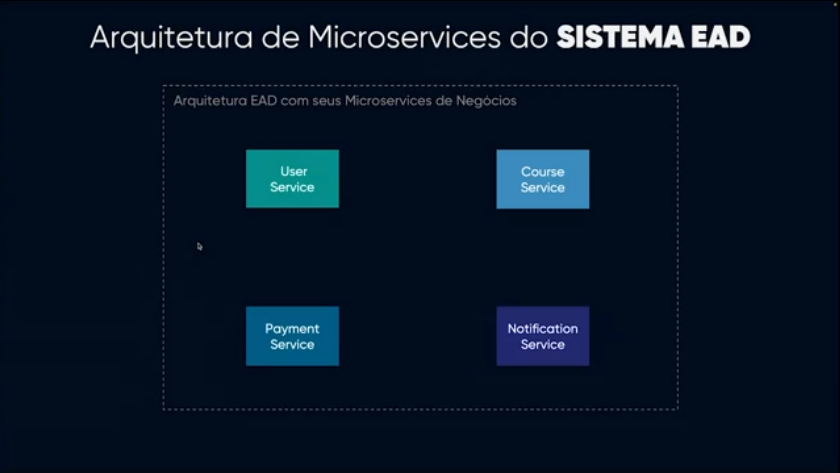 Arquitetura de Microservices do SISTEMA EAD
Arquitetura EAD com seus Microservices de Negócios
User
Service
Course
Service
Payment
Service
Notification
Service